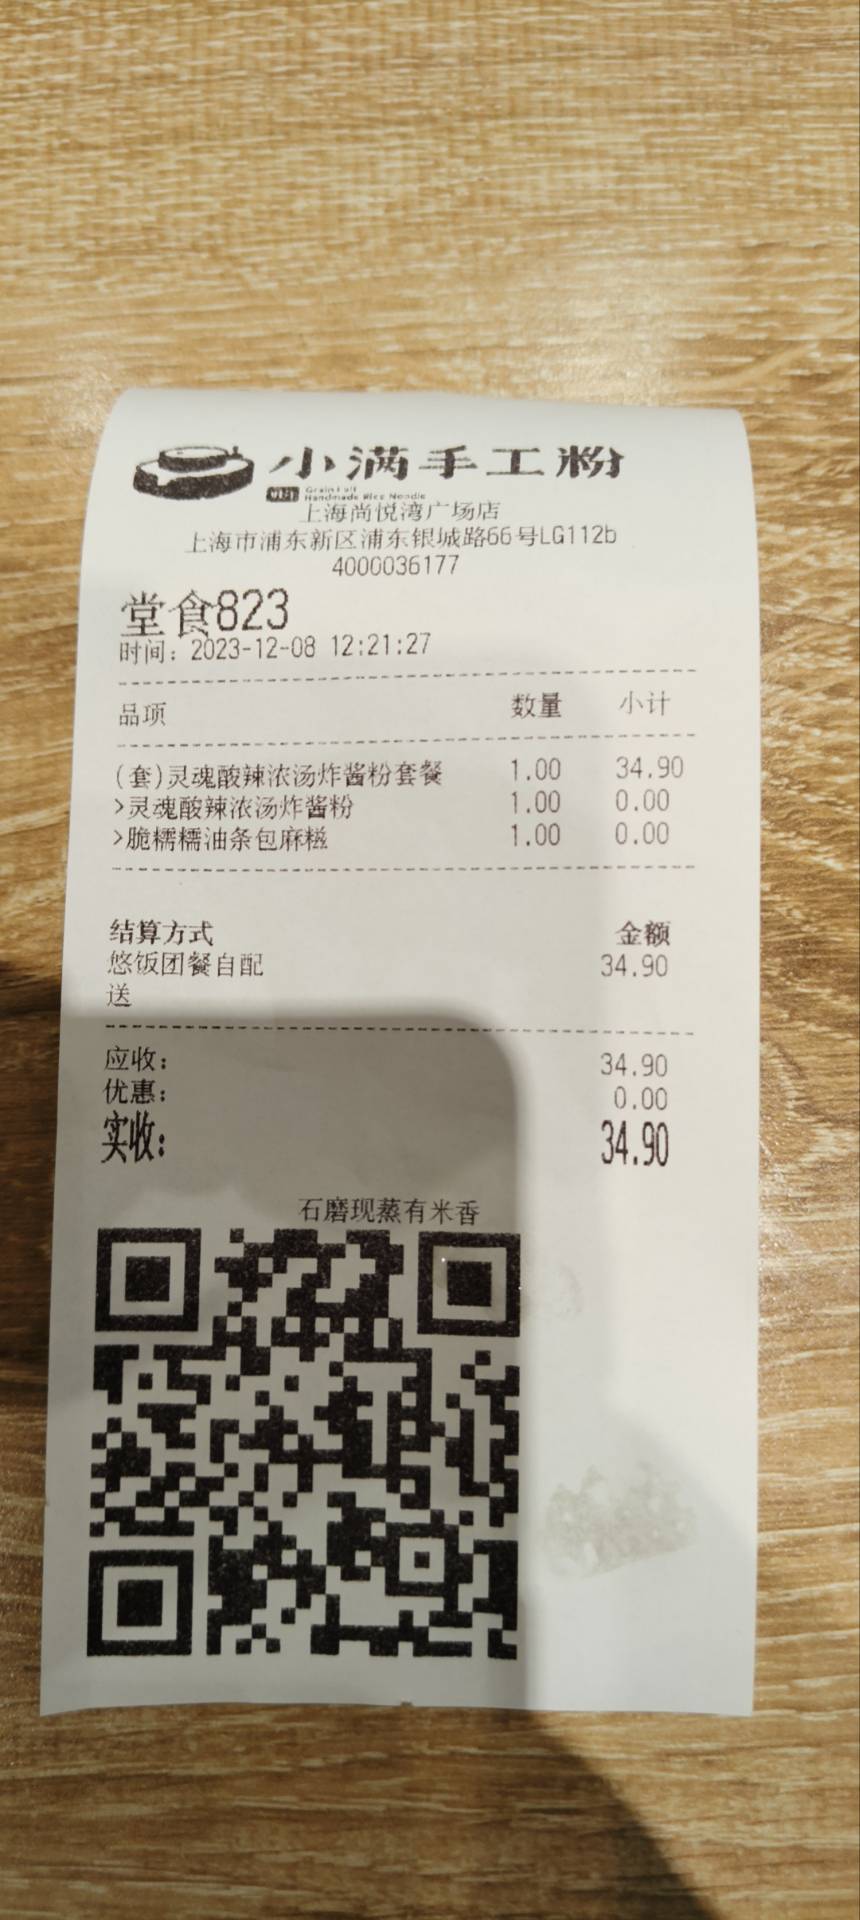 小满手工粉
Grain Full
Handmade Rice Noodle
上海尚悦湾广场店
上海市浦东新区浦东银城路66号LG112b
4000036177
堂食823
时间：2023-12-08 12:21:27
品项 数量 小计
(套)灵魂酸辣浓汤炸酱粉套餐 1.00 34.90
>灵魂酸辣浓汤炸酱粉 1.00 0.00
>脆糯糯油条包麻糍 1.00 0.00
结算方式 金额
悠饭团餐自配 34.90
送
应收： 34.90
优惠： 0.00
实收： 34.90
石磨现蒸有米香